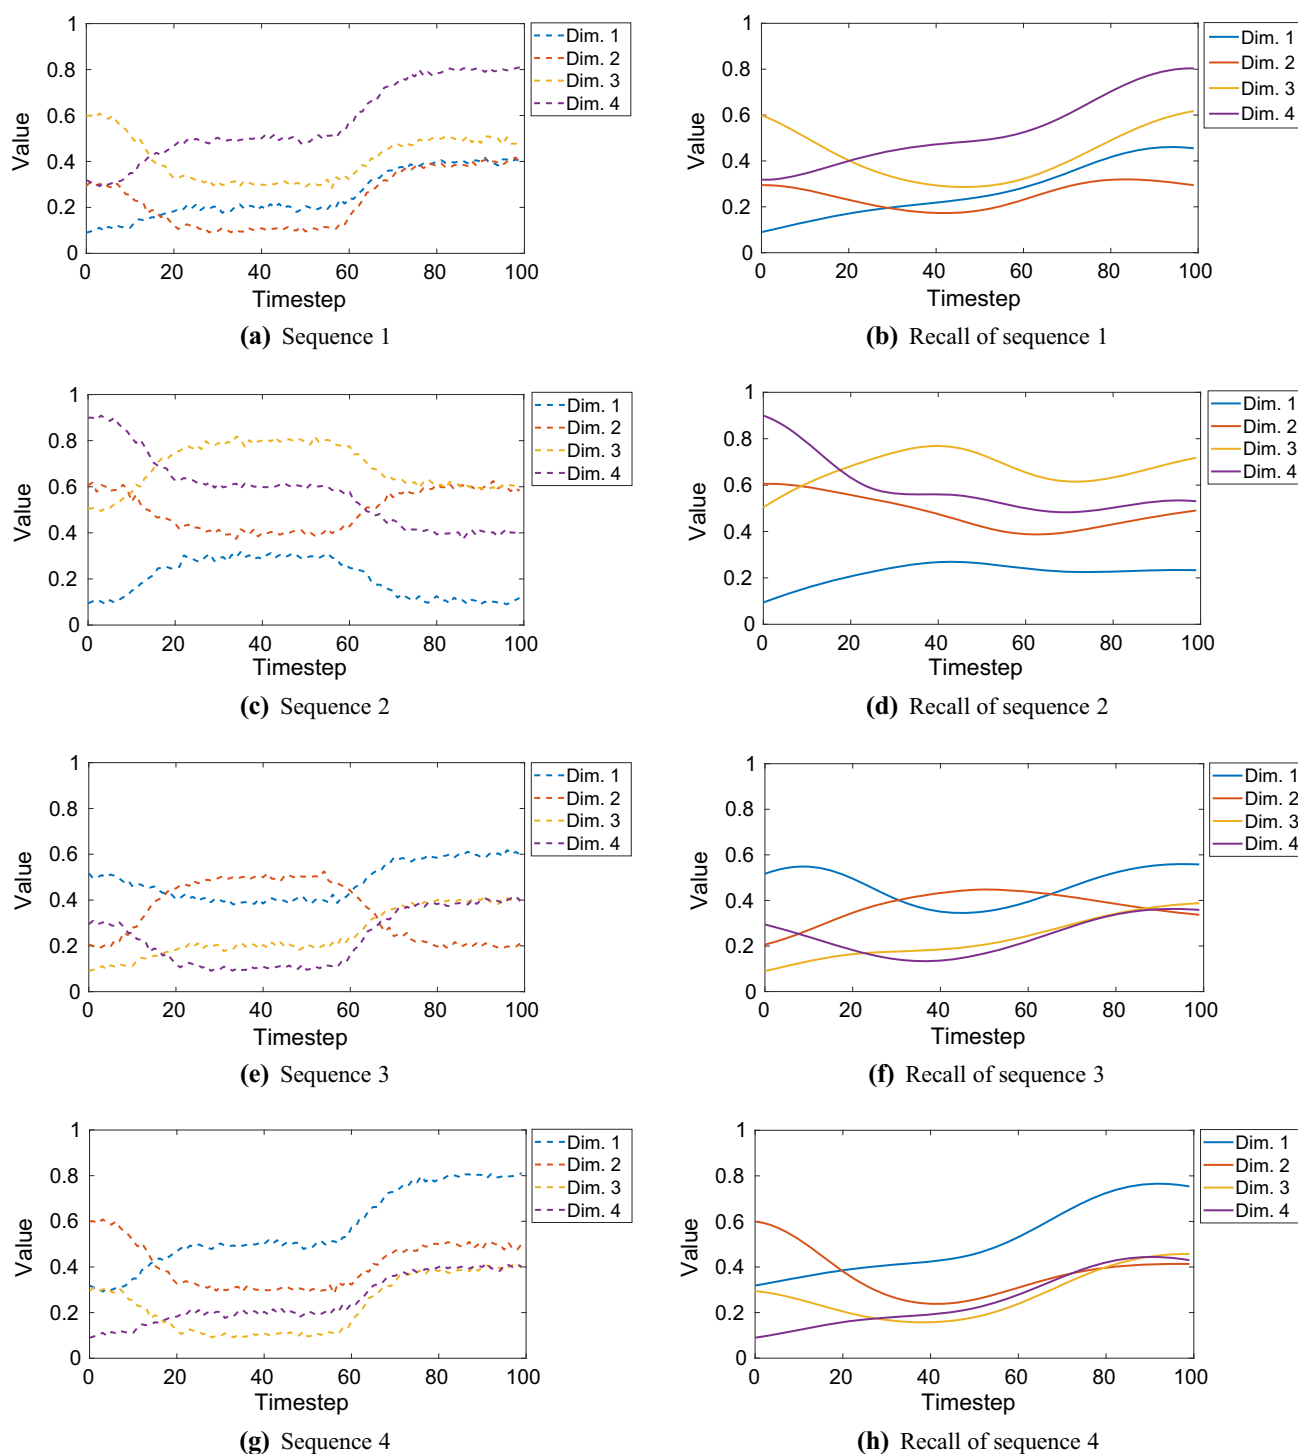 1
0.8
0.6
0.4
0.2
0
0 20 40 60 80 100
Value
Timestep
Dim. 1
Dim. 2
Dim. 3
Dim. 4
(a) Sequence 1
1
0.8
0.6
0.4
0.2
0
0 20 40 60 80 100
Value
Timestep
Dim. 1
Dim. 2
Dim. 3
Dim. 4
(b) Recall of sequence 1
1
0.8
0.6
0.4
0.2
0
0 20 40 60 80 100
Value
Timestep
Dim. 1
Dim. 2
Dim. 3
Dim. 4
(c) Sequence 2
1
0.8
0.6
0.4
0.2
0
0 20 40 60 80 100
Value
Timestep
Dim. 1
Dim. 2
Dim. 3
Dim. 4
(d) Recall of sequence 2
1
0.8
0.6
0.4
0.2
0
0 20 40 60 80 100
Value
Timestep
Dim. 1
Dim. 2
Dim. 3
Dim. 4
(e) Sequence 3
1
0.8
0.6
0.4
0.2
0
0 20 40 60 80 100
Value
Timestep
Dim. 1
Dim. 2
Dim. 3
Dim. 4
(f) Recall of sequence 3
1
0.8
0.6
0.4
0.2
0
0 20 40 60 80 100
Value
Timestep
Dim. 1
Dim. 2
Dim. 3
Dim. 4
(g) Sequence 4
1
0.8
0.6
0.4
0.2
0
0 20 40 60 80 100
Value
Timestep
Dim. 1
Dim. 2
Dim. 3
Dim. 4
(h) Recall of sequence 4